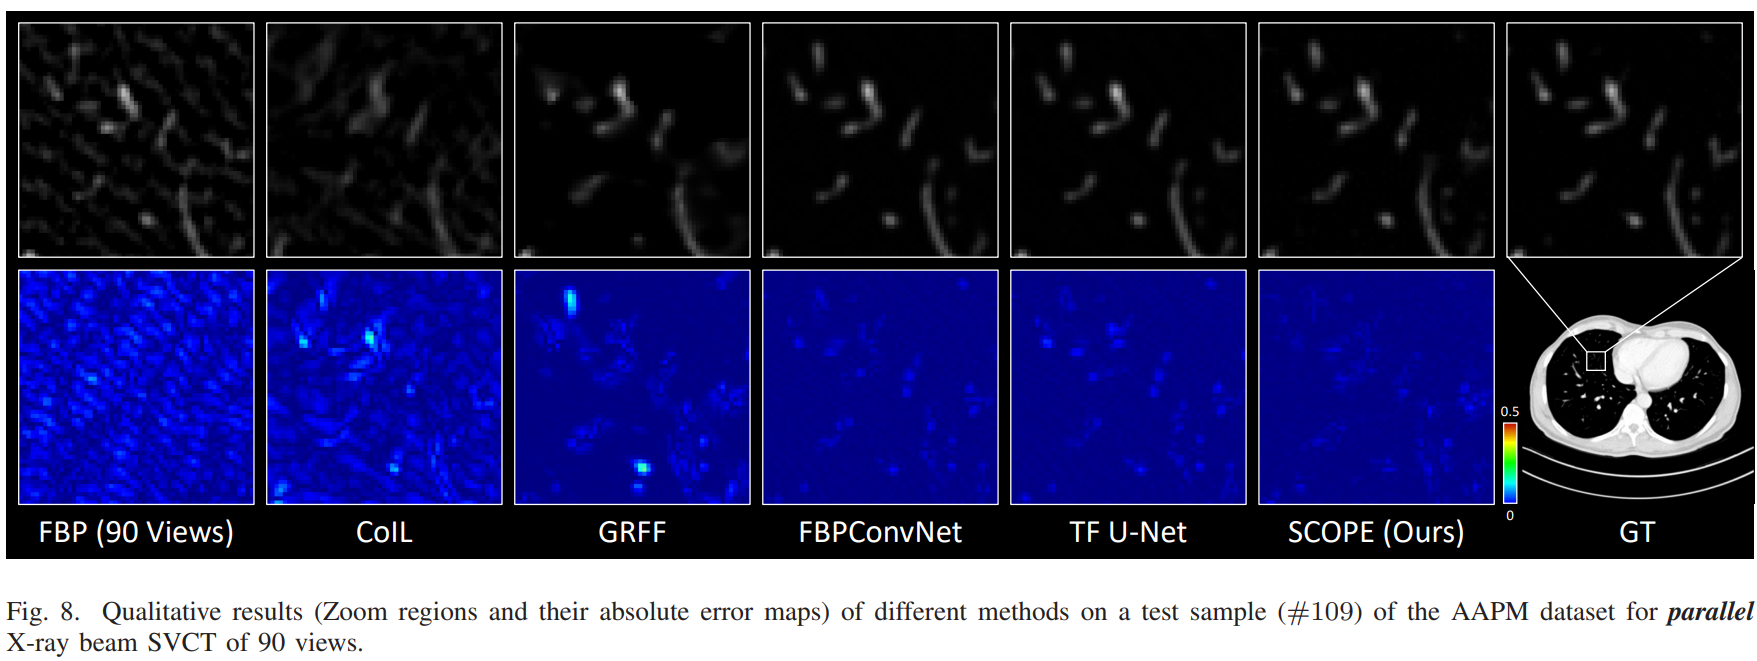 0.5
0
FBP (90 Views) CoIL GRFF FBPConvNet TF U-Net SCOPE (Ours) GT
Fig. 8. Qualitative results (Zoom regions and their absolute error maps) of different methods on a test sample (#109) of the AAPM dataset for parallel
X-ray beam SVCT of 90 views.